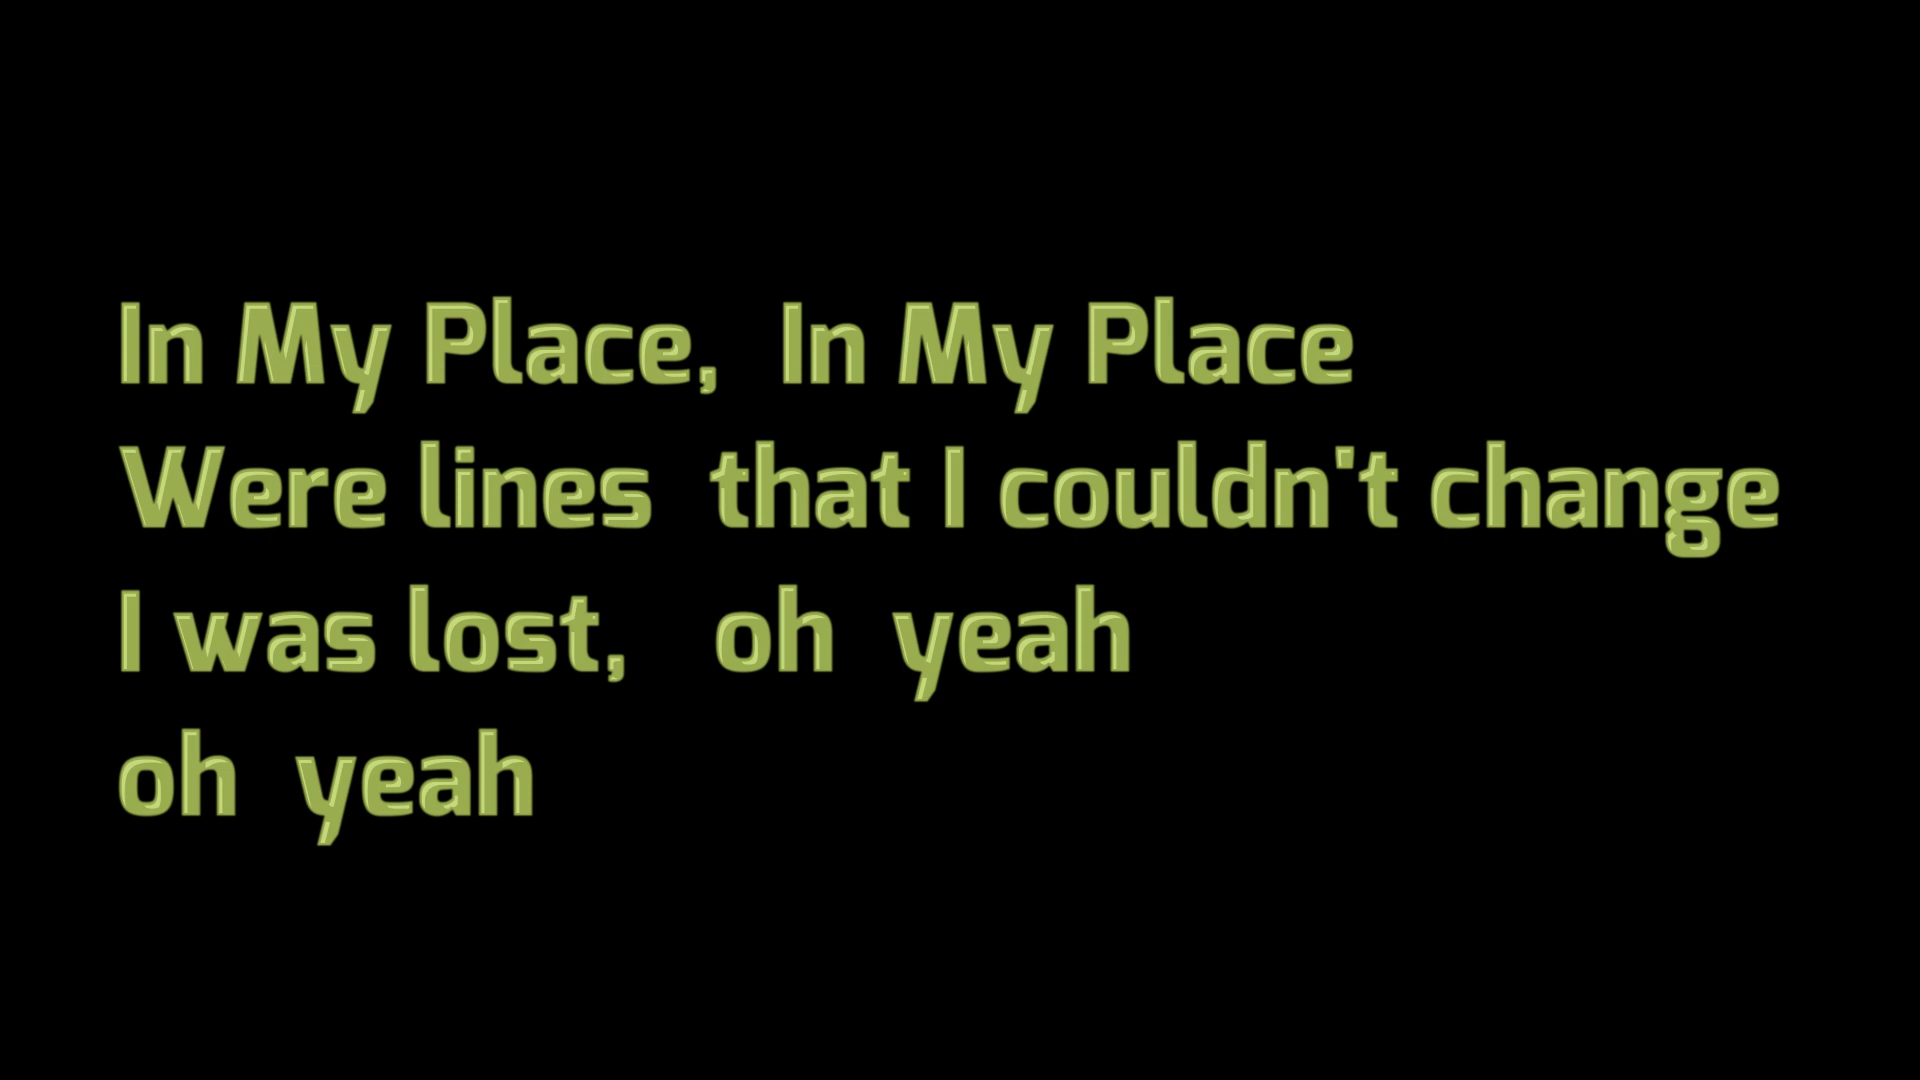 In My Place,  In My Place
Were lines  that I couldn't change
I was lost,   oh  yeah
oh  yeah